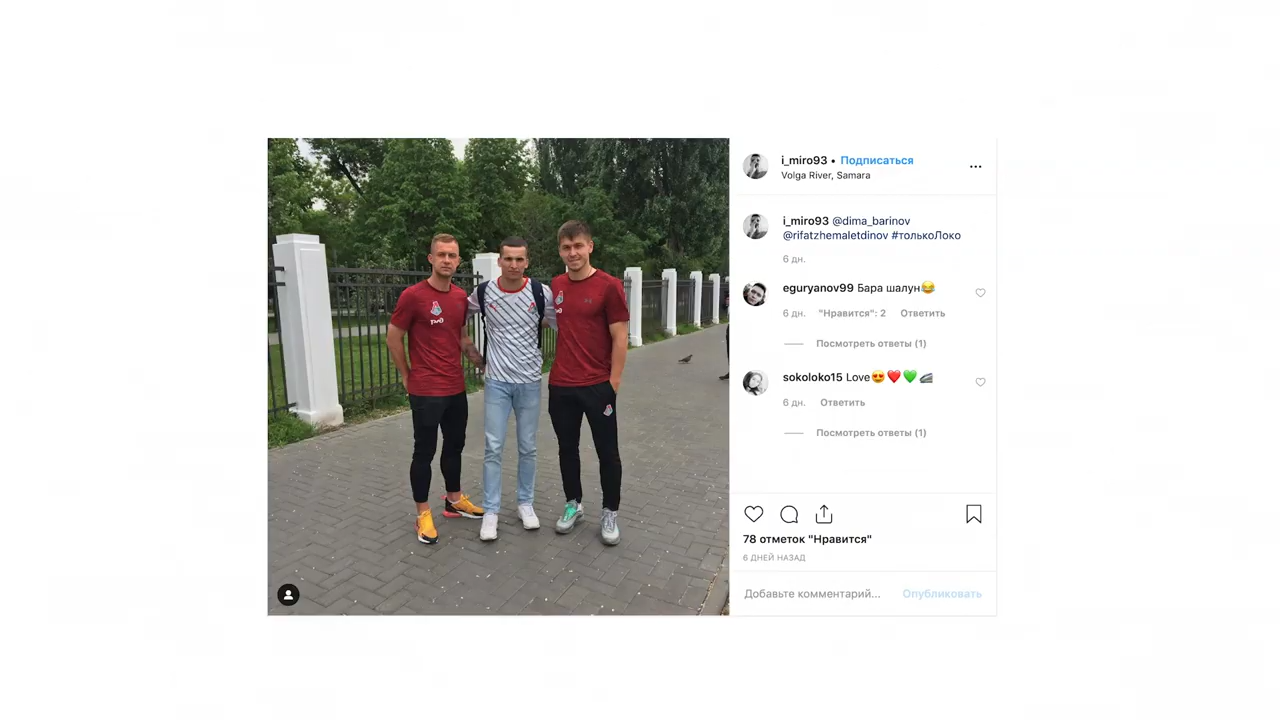 i_miro93 • Подписаться
Volga River, Samara
i_miro93 @dima_barinov
@rifatzhemaletdinov #толькоЛоко
6 дн.
eguryanov99 Бара шалун😂
6 дн. "Нравится": 2 Ответить
Посмотреть ответы (1)
sokoloko15 Love😍❤️💚🚄
6 дн. Ответить
Посмотреть ответы (1)
78 отметок "Нравится"
6 ДНЕЙ НАЗАД
Добавьте комментарий... Опубликовать